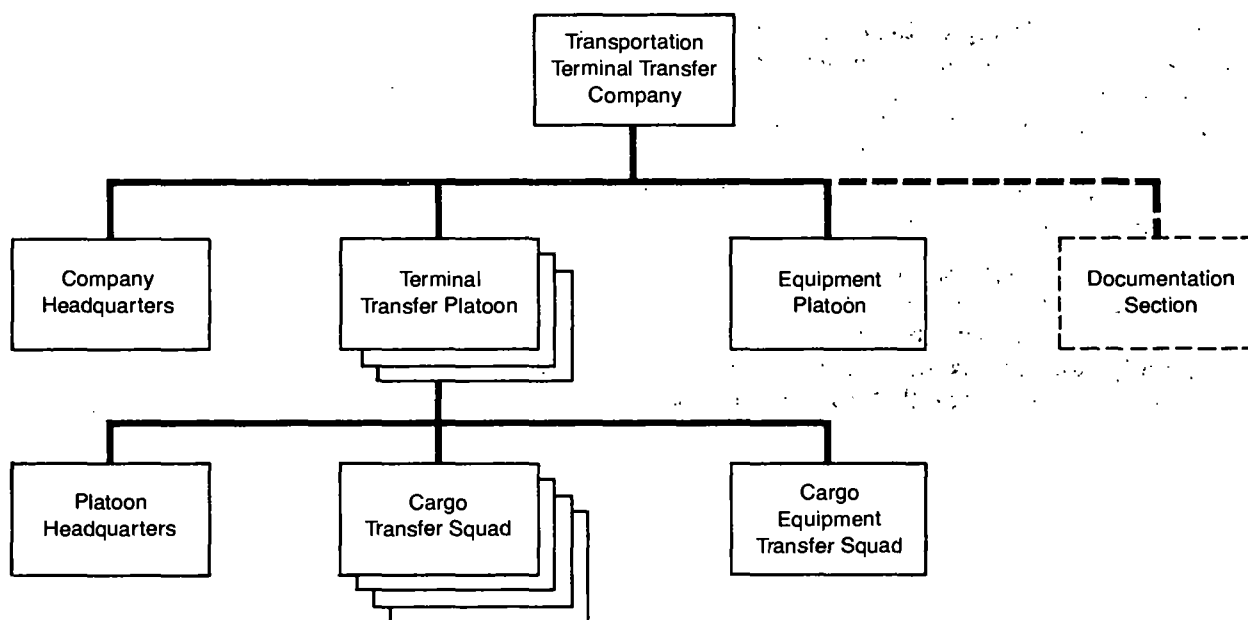 Transportation
Terminal Transfer
Company
Company
Headquarters
Terminal
Transfer Platoon
Equipment
Platoon
Documentation
Section
Platoon
Headquarters
Cargo
Transfer Squad
Cargo
Equipment
Transfer Squad